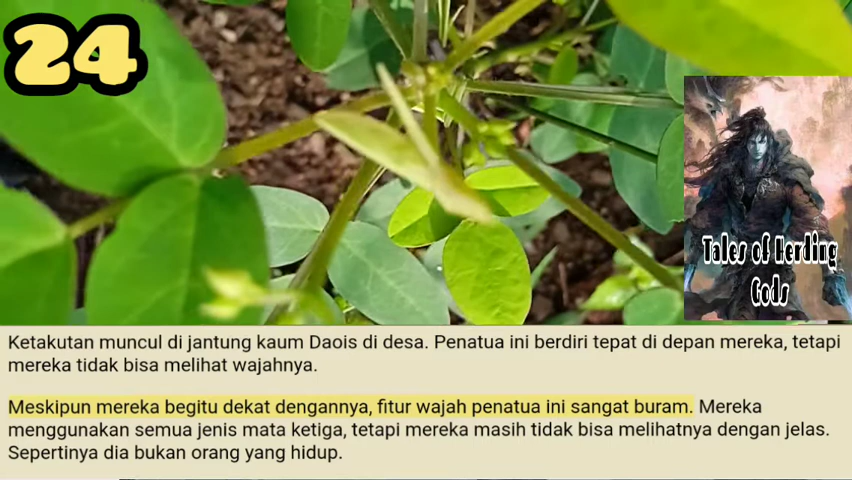 24
Tales of Herding
Gods
Ketakutan muncul di jantung kaum Daois di desa. Penatua ini berdiri tepat di depan mereka, tetapi
mereka tidak bisa melihat wajahnya.
Meskipun mereka begitu dekat dengannya, fitur wajah penatua ini sangat buram. Mereka
menggunakan semua jenis mata ketiga, tetapi mereka masih tidak bisa melihatnya dengan jelas.
Sepertinya dia bukan orang yang hidup.